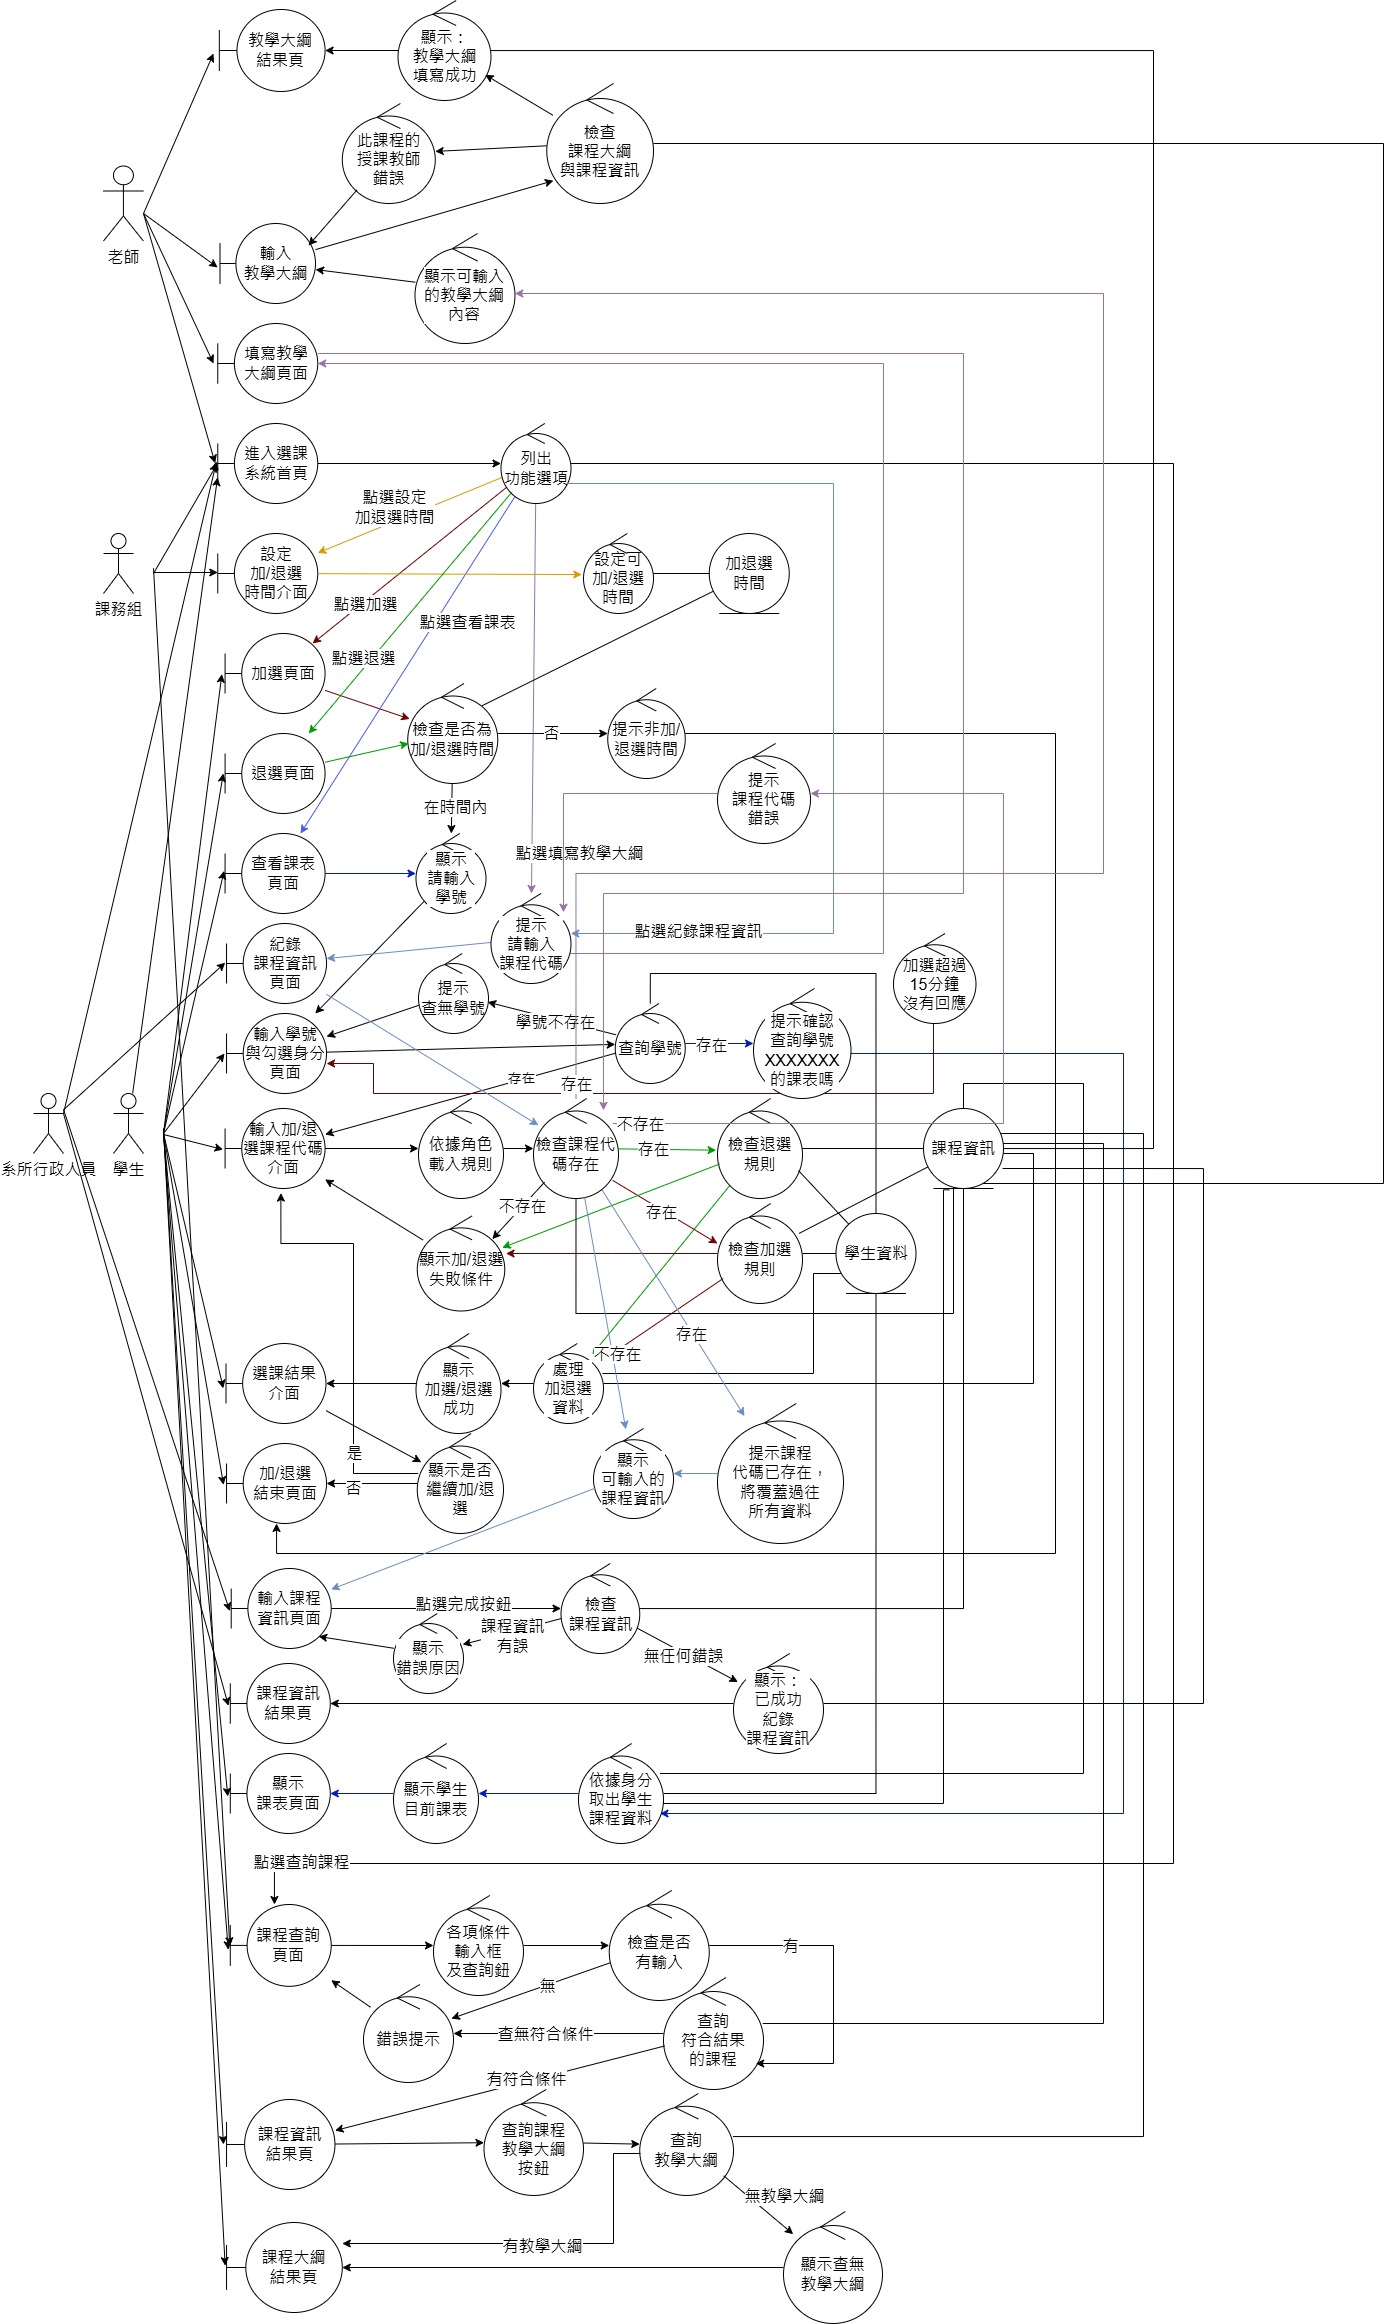 教學大綱
結果頁
顯示：
教學大綱
填寫成功
檢查
課程大綱
與課程資訊
此課程的
授課教師
錯誤
老師
輸入
教學大綱
顯示可輸入
的教學大綱
內容
填寫教學
大綱頁面
進入選課
系統首頁
列出
功能選項
點選設定
加退選時間
課務組
設定
加/退選
時間介面
設定可
加/退選
時間
加退選
時間
點選加選
點選查看課表
點選退選
加選頁面
檢查是否為
加/退選時間
否
提示非加/
退選時間
退選頁面
提示
課程代碼
錯誤
在時間內
點選填寫教學大綱
查看課表
頁面
顯示
請輸入
學號
提示
請輸入
課程代碼
點選紀錄課程資訊
紀錄
課程資訊
頁面
加選超過
15分鐘
沒有回應
提示
查無學號
學號不存在
查詢學號
存在
提示確認
查詢學號
XXXXXXX
的課表嗎
輸入學號
與勾選身分
頁面
存在
存在
不存在
系所行政人員
學生
輸入加/退
選課程代碼
介面
依據角色
載入規則
檢查課程代
碼存在
存在
檢查退選
規則
課程資訊
不存在
存在
顯示加/退選
失敗條件
檢查加選
規則
學生資料
存在
不存在
選課結果
介面
顯示
加選/退選
成功
處理
加退選
資料
是
否
加/退選
結束頁面
顯示是否
繼續加/退
選
顯示
可輸入的
課程資訊
提示課程
代碼已存在，
將覆蓋過往
所有資料
輸入課程
資訊頁面
點選完成按鈕
檢查
課程資訊
課程資訊
有誤
顯示
錯誤原因
無任何錯誤
課程資訊
結果頁
顯示：
已成功
紀錄
課程資訊
顯示
課表頁面
顯示學生
目前課表
依據身分
取出學生
課程資料
點選查詢課程
課程查詢
頁面
各項條件
輸入框
及查詢鈕
檢查是否
有輸入
有
無
錯誤提示
查無符合條件
查詢
符合結果
的課程
有符合條件
課程資訊
結果頁
查詢課程
教學大綱
按鈕
查詢
教學大綱
無教學大綱
有教學大綱
課程大綱
結果頁
顯示查無
教學大綱